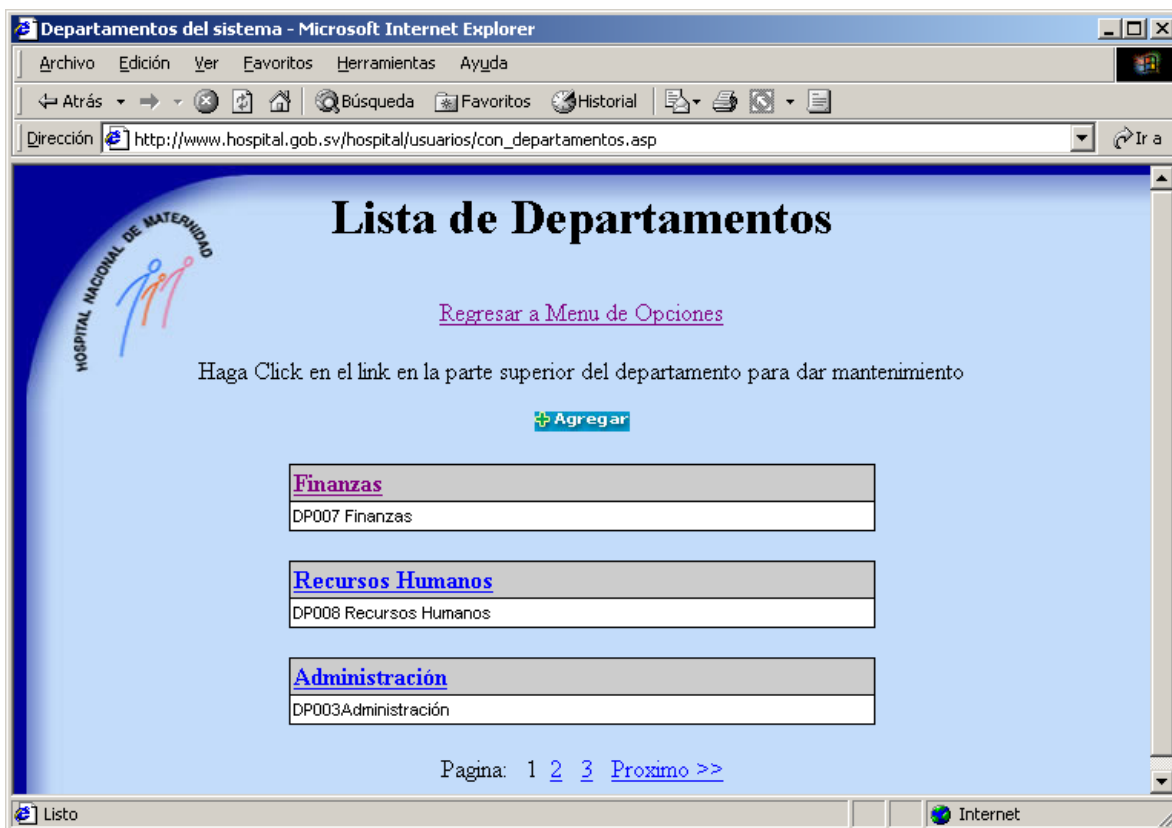 Departamentos del sistema - Microsoft Internet Explorer
Archivo Edición Ver Favoritos Herramientas Ayuda
Atrás Búsqueda Favoritos Historial
Dirección http://www.hospital.gob.sv/hospital/usuarios/con_departamentos.asp Ir a
HOSPITAL NACIONAL DE MATERNIDAD
Lista de Departamentos
Regresar a Menu de Opciones
Haga Click en el link en la parte superior del departamento para dar mantenimiento
Agregar
Finanzas
DP007 Finanzas
Recursos Humanos
DP008 Recursos Humanos
Administración
DP003Administración
Pagina: 1 2 3 Proximo >>
Listo Internet